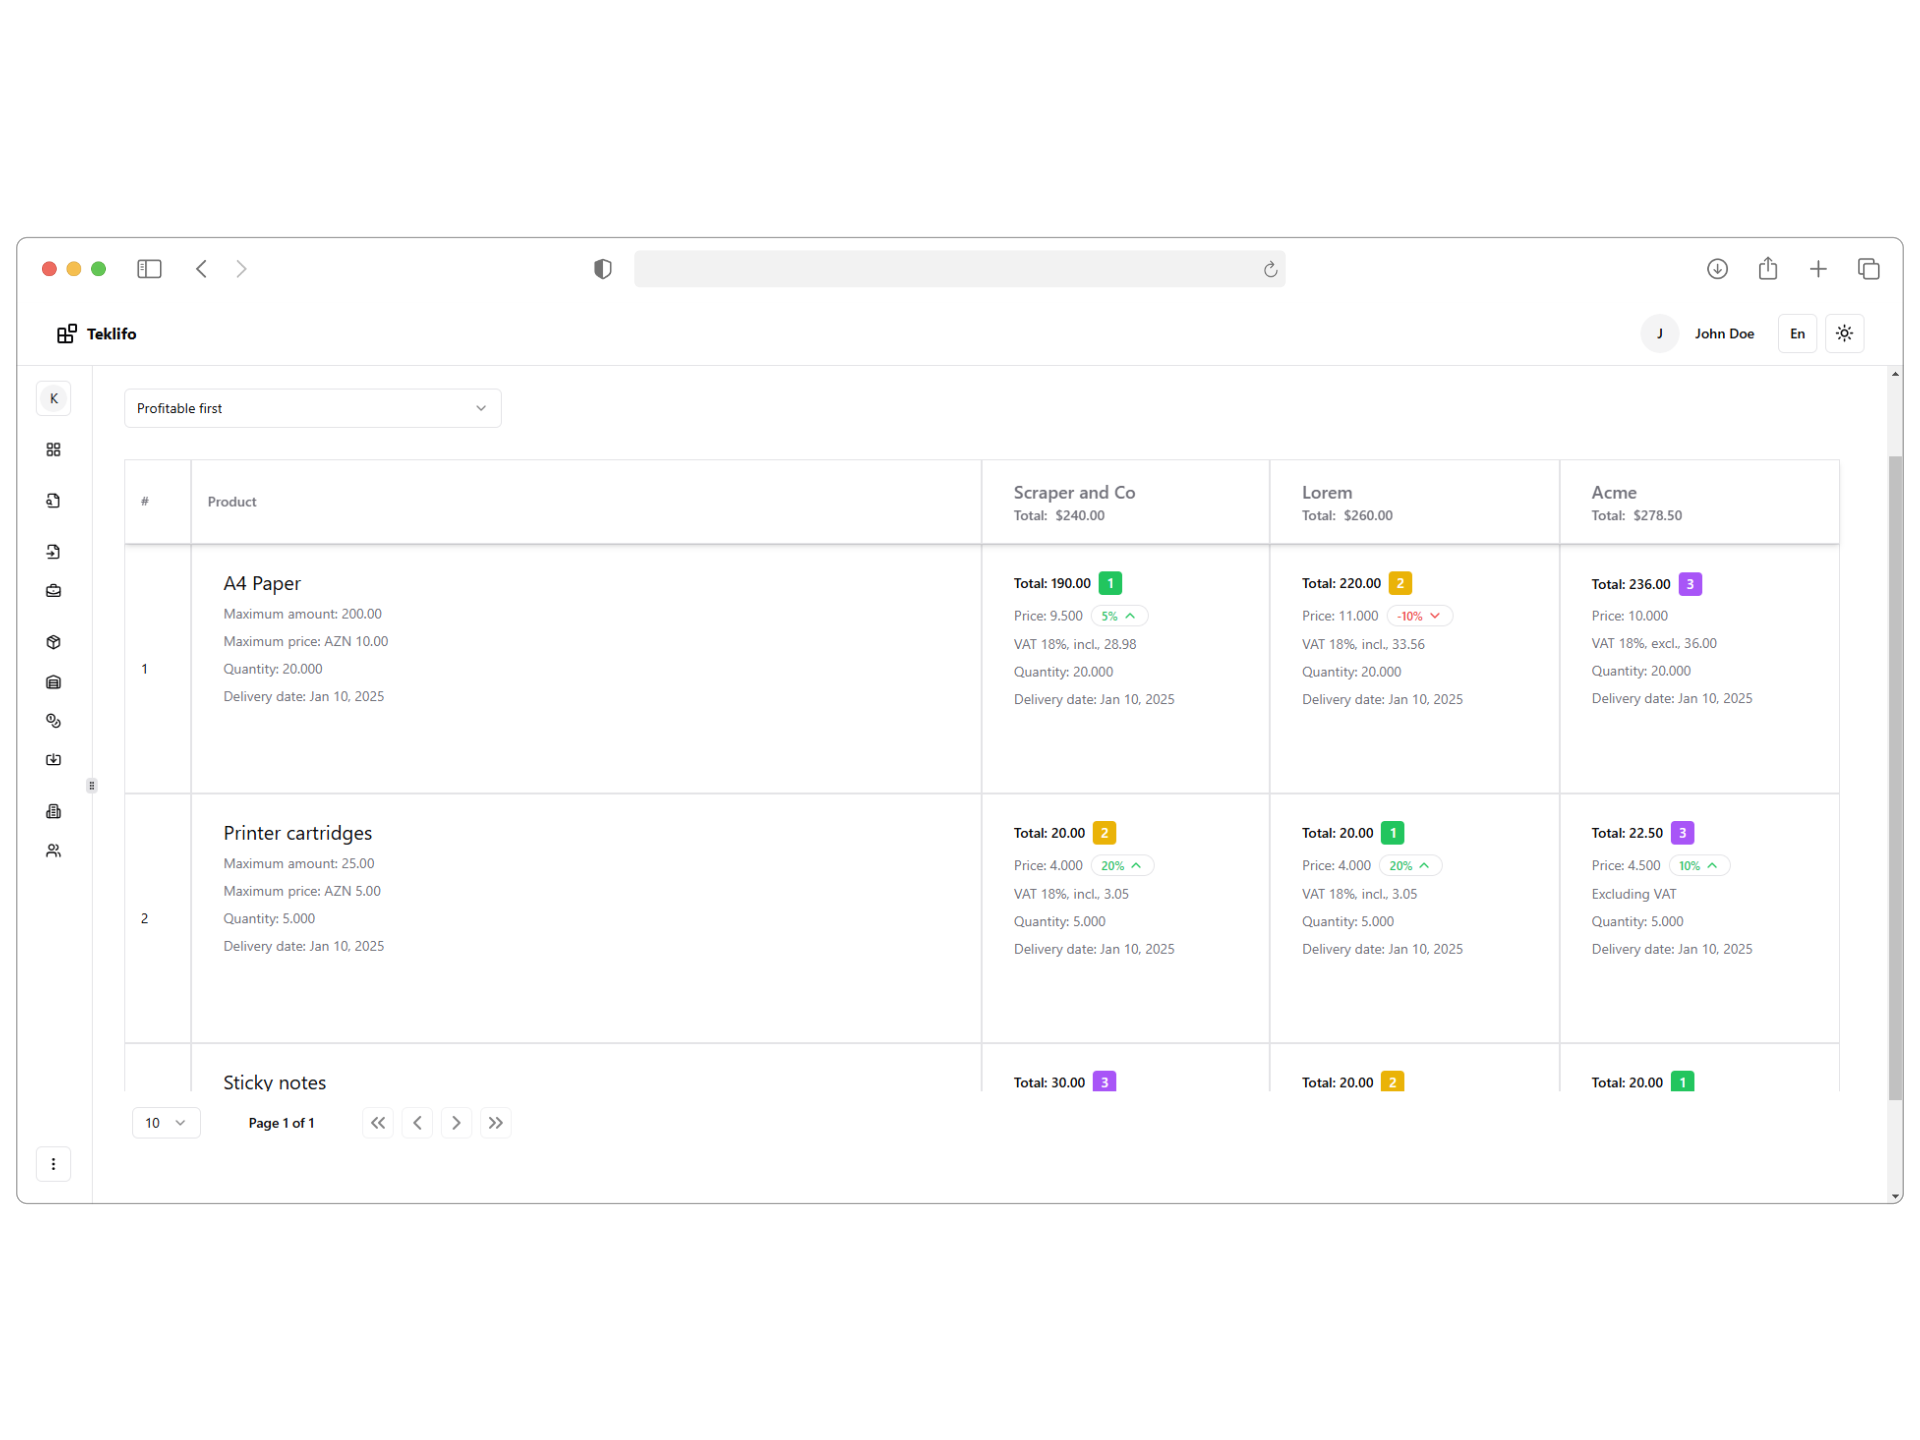 Teklifo
J
John Doe
En
K
Profitable first
#
Product
Scraper and Co
Total: $240.00
Lorem
Total: $260.00
Acme
Total: $278.50
1
A4 Paper
Maximum amount: 200.00
Maximum price: AZN 10.00
Quantity: 20.000
Delivery date: Jan 10, 2025
Total: 190.00 1
Price: 9.500 5%
VAT 18%, incl., 28.98
Quantity: 20.000
Delivery date: Jan 10, 2025
Total: 220.00 2
Price: 11.000 -10%
VAT 18%, incl., 33.56
Quantity: 20.000
Delivery date: Jan 10, 2025
Total: 236.00 3
Price: 10.000
VAT 18%, excl., 36.00
Quantity: 20.000
Delivery date: Jan 10, 2025
2
Printer cartridges
Maximum amount: 25.00
Maximum price: AZN 5.00
Quantity: 5.000
Delivery date: Jan 10, 2025
Total: 20.00 2
Price: 4.000 20%
VAT 18%, incl., 3.05
Quantity: 5.000
Delivery date: Jan 10, 2025
Total: 20.00 1
Price: 4.000 20%
VAT 18%, incl., 3.05
Quantity: 5.000
Delivery date: Jan 10, 2025
Total: 22.50 3
Price: 4.500 10%
Excluding VAT
Quantity: 5.000
Delivery date: Jan 10, 2025
Sticky notes
Total: 30.00 3
Total: 20.00 2
Total: 20.00 1
10
Page 1 of 1